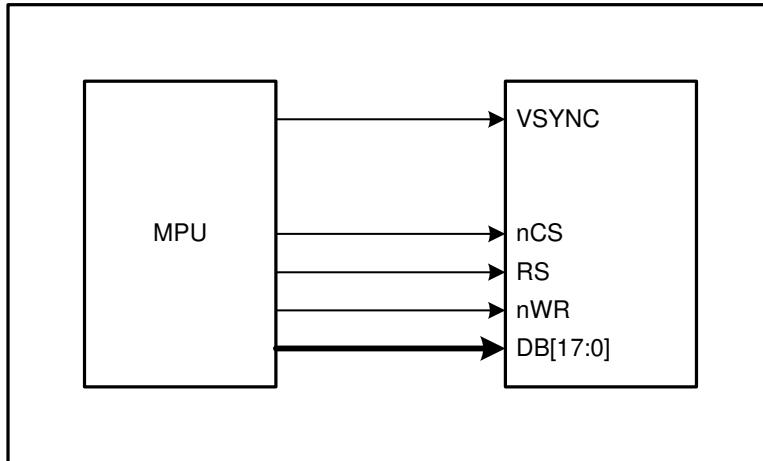 VSYNC
MPU
nCS
RS
nWR
DB[17:0]